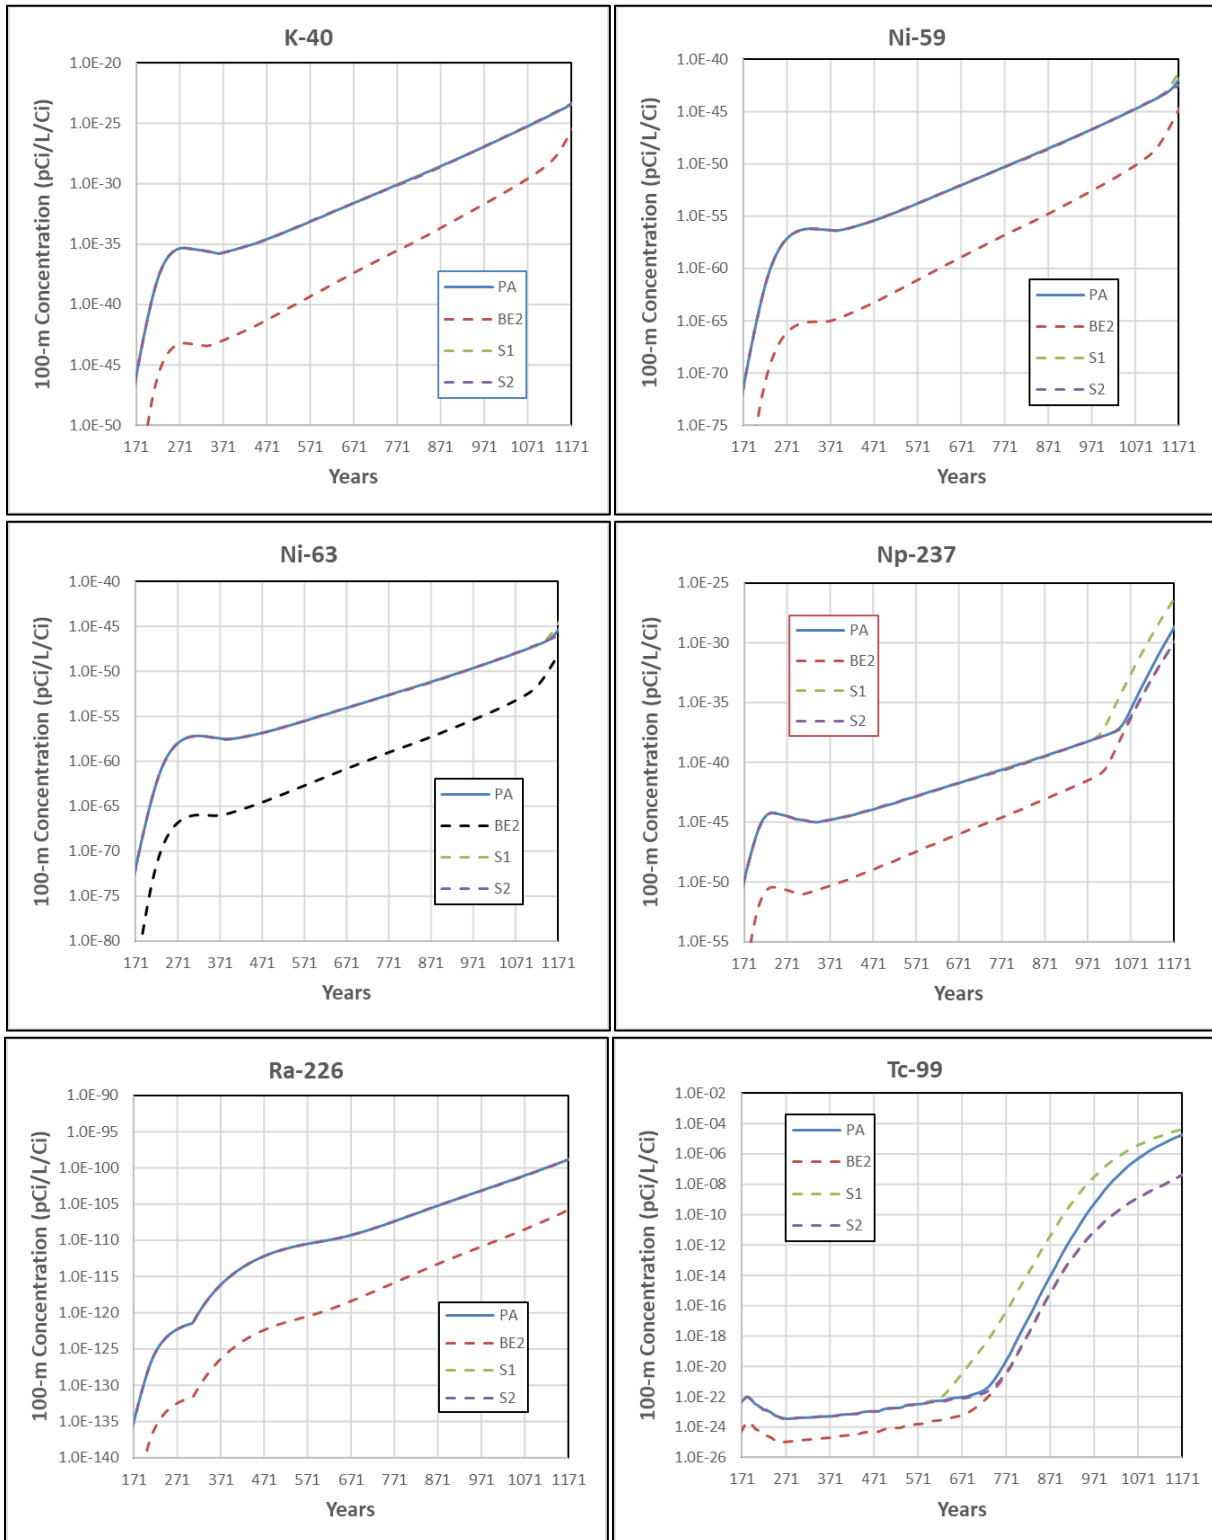 K-40
100-m Concentration (pCi/L/Ci)
1.0E-20
1.0E-25
1.0E-30
1.0E-35
1.0E-40
1.0E-45
1.0E-50
PA
BE2
S1
S2
171 271 371 471 571 671 771 871 971 1071 1171
Years
Ni-59
100-m Concentration (pCi/L/Ci)
1.0E-40
1.0E-45
1.0E-50
1.0E-55
1.0E-60
1.0E-65
1.0E-70
1.0E-75
PA
BE2
S1
S2
171 271 371 471 571 671 771 871 971 1071 1171
Years
Ni-63
100-m Concentration (pCi/L/Ci)
1.0E-40
1.0E-45
1.0E-50
1.0E-55
1.0E-60
1.0E-65
1.0E-70
1.0E-75
1.0E-80
PA
BE2
S1
S2
171 271 371 471 571 671 771 871 971 1071 1171
Years
Np-237
100-m Concentration (pCi/L/Ci)
1.0E-25
1.0E-30
1.0E-35
1.0E-40
1.0E-45
1.0E-50
1.0E-55
PA
BE2
S1
S2
171 271 371 471 571 671 771 871 971 1071 1171
Years
Ra-226
100-m Concentration (pCi/L/Ci)
1.0E-90
1.0E-95
1.0E-100
1.0E-105
1.0E-110
1.0E-115
1.0E-120
1.0E-125
1.0E-130
1.0E-135
1.0E-140
PA
BE2
S1
S2
171 271 371 471 571 671 771 871 971 1071 1171
Years
Tc-99
100-m Concentration (pCi/L/Ci)
1.0E-02
1.0E-04
1.0E-06
1.0E-08
1.0E-10
1.0E-12
1.0E-14
1.0E-16
1.0E-18
1.0E-20
1.0E-22
1.0E-24
1.0E-26
PA
BE2
S1
S2
171 271 371 471 571 671 771 871 971 1071 1171
Years